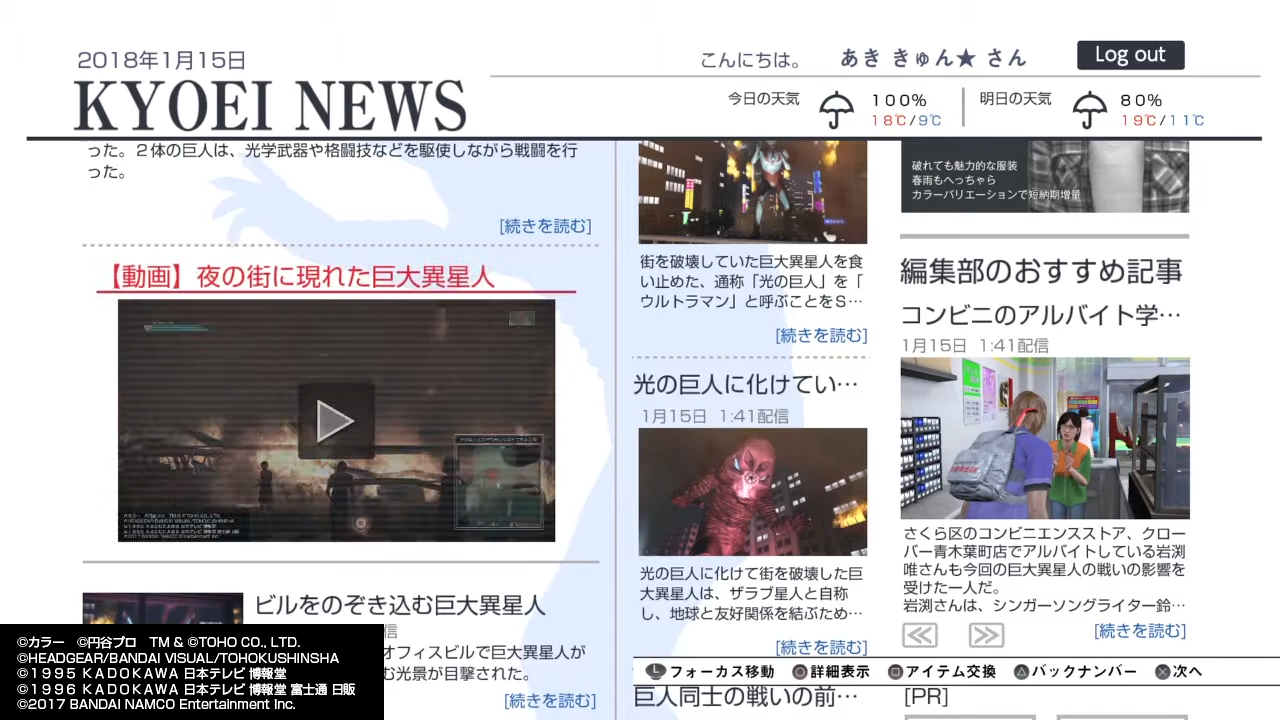 2018年1月15日
KYOEI NEWS
こんにちは。 あき きゅん★ さん
Log out
今日の天気
100%
18℃/9℃
明日の天気
80%
19℃/11℃
った。2体の巨人は、光学武器や格闘技などを駆使しながら戦闘を行
った。
[続きを読む]
【動画】夜の街に現れた巨大異星人
ビルをのぞき込む巨大異星人
信
オフィスビルで巨大異星人が
む光景が目撃された。
[続きを読む]
街を破壊していた巨大異星人を食
い止めた、通称「光の巨人」を「
ウルトラマン」と呼ぶことをS…
[続きを読む]
光の巨人に化けてい…
1月15日 1:41配信
光の巨人に化けて街を破壊した巨
大異星人は、ザラブ星人と自称
し、地球と友好関係を結ぶため…
[続きを読む]
巨人同士の戦いの前…
破れても魅力的な服装
春雨もへっちゃら
カラーバリエーションで短納期増量
編集部のおすすめ記事
コンビニのアルバイト学…
1月15日 1:41配信
さくら区のコンビニエンスストア、クロー
バー青木葉町店でアルバイトしている岩渕
唯さんも今回の巨大異星人の戦いの影響を
受けた一人だ。
岩渕さんは、シンガーソングライター鈴…
[続きを読む]
[PR]
フォーカス移動 詳細表示 アイテム交換 バックナンバー 次へ
©カラー ©円谷プロ TM & ©TOHO CO., LTD.
©HEADGEAR/BANDAI VISUAL/TOHOKUSHINSHA
©1995 KADOKAWA 日本テレビ 博報堂
©1996 KADOKAWA 日本テレビ 博報堂 富士通 日販
©2017 BANDAI NAMCO Entertainment Inc.